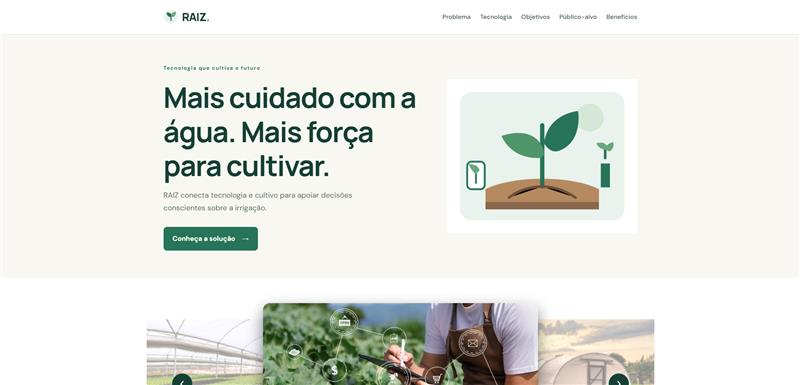 RAIZ.
Problema
Tecnologia
Objetivos
Público-alvo
Benefícios
Tecnologia que cultiva o futuro
Mais cuidado com a
água. Mais força
para cultivar.
RAIZ conecta tecnologia e cultivo para apoiar decisões
conscientes sobre a irrigação.
Conheça a solução →
OPEN
$